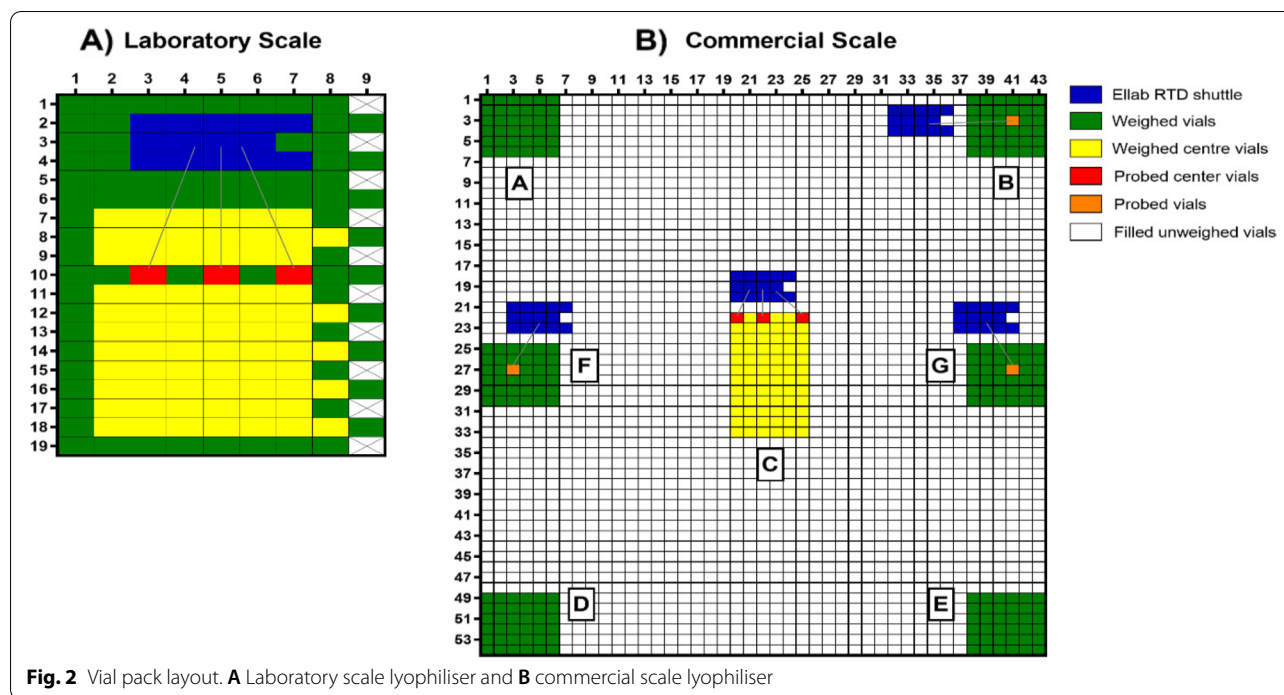 A) Laboratory Scale
1 2 3 4 5 6 7 8 9
1
2
3
4
5
6
7
8
9
10
11
12
13
14
15
16
17
18
19
B) Commercial Scale
1 3 5 7 9 11 13 15 17 19 21 23 25 27 29 31 33 35 37 39 41 43
1
3
5
7
9
11
13
15
17
19
21
23
25
27
29
31
33
35
37
39
41
43
45
47
49
51
53
A
B
F
G
C
D
E
Ellab RTD shuttle
Weighed vials
Weighed centre vials
Probed center vials
Probed vials
Filled unweighed vials
Fig. 2 Vial pack layout. A Laboratory scale lyophiliser and B commercial scale lyophiliser